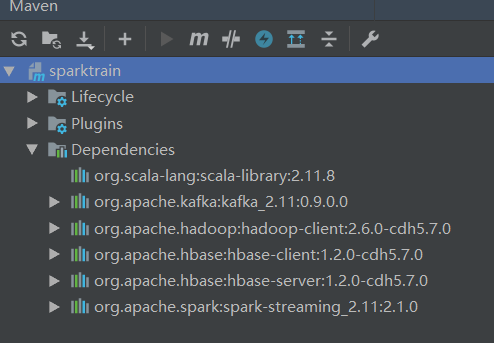 Maven
sparktrain
Lifecycle
Plugins
Dependencies
org.scala-lang:scala-library:2.11.8
org.apache.kafka:kafka_2.11:0.9.0.0
org.apache.hadoop:hadoop-client:2.6.0-cdh5.7.0
org.apache.hbase:hbase-client:1.2.0-cdh5.7.0
org.apache.hbase:hbase-server:1.2.0-cdh5.7.0
org.apache.spark:spark-streaming_2.11:2.1.0